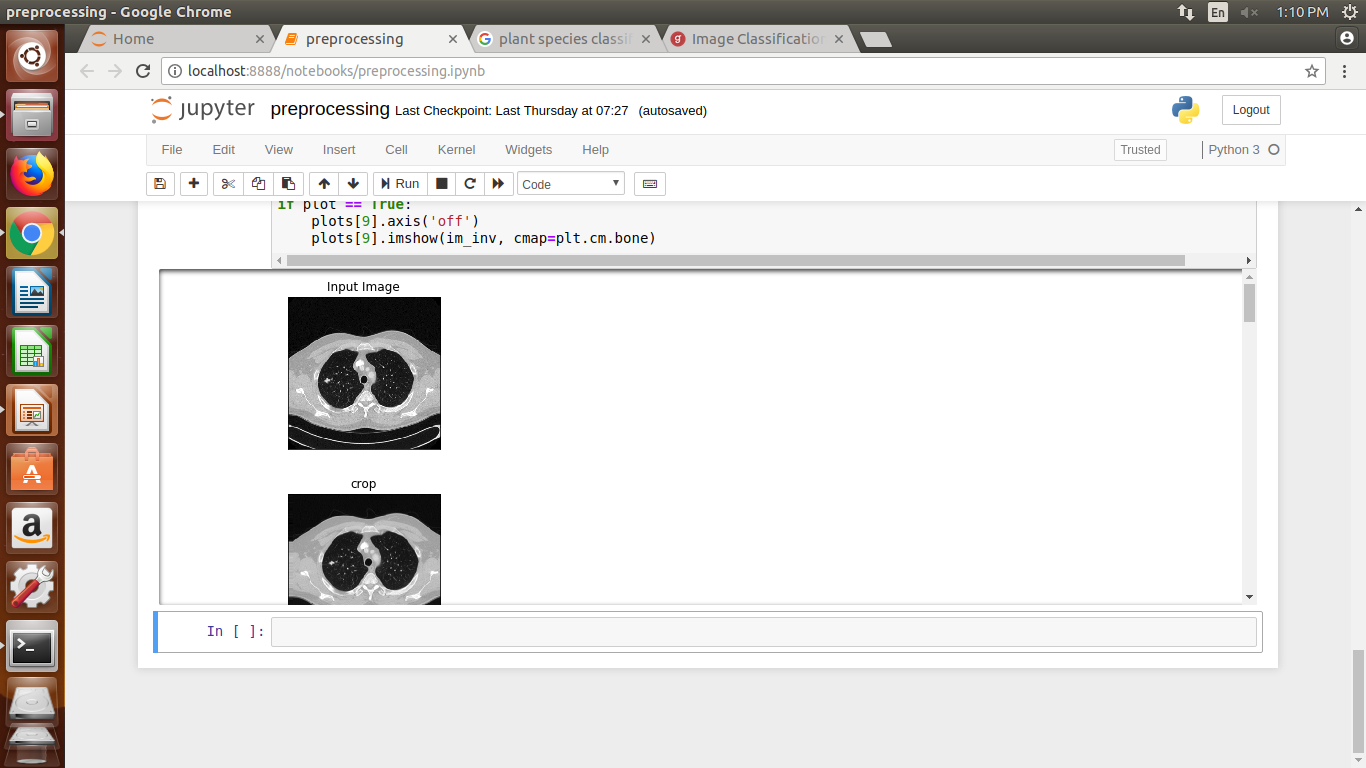 preprocessing - Google Chrome
En
1:10 PM
Home
preprocessing
plant species classif
Image Classification
localhost:8888/notebooks/preprocessing.ipynb
jupyter
preprocessing Last Checkpoint: Last Thursday at 07:27 (autosaved)
Logout
File Edit View Insert Cell Kernel Widgets Help
Trusted
Python 3
Run
Code
if plot == True:
plots[9].axis('off')
plots[9].imshow(im_inv, cmap=plt.cm.bone)
Input Image
crop
In [ ]: